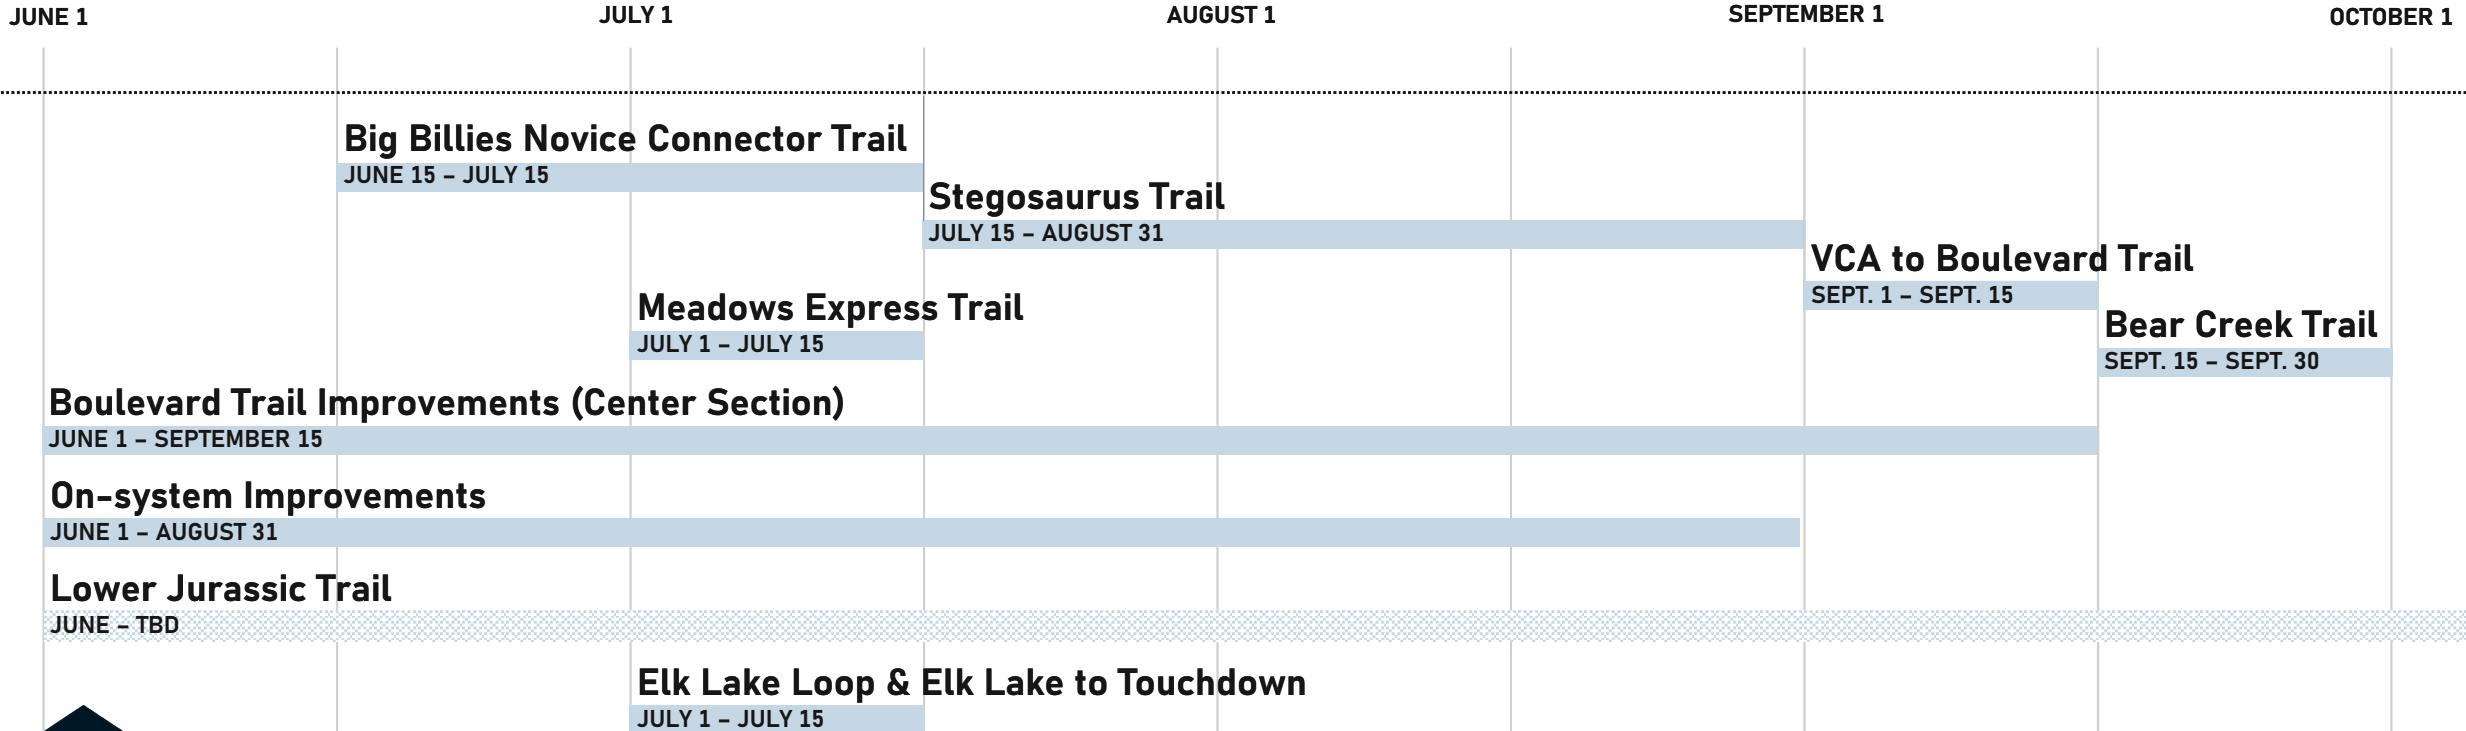 JUNE 1 JULY 1 AUGUST 1 SEPTEMBER 1 OCTOBER 1
Big Billies Novice Connector Trail
JUNE 15 – JULY 15
Stegosaurus Trail
JULY 15 – AUGUST 31
VCA to Boulevard Trail
SEPT. 1 – SEPT. 15
Meadows Express Trail
JULY 1 – JULY 15
Bear Creek Trail
SEPT. 15 – SEPT. 30
Boulevard Trail Improvements (Center Section)
JUNE 1 – SEPTEMBER 15
On-system Improvements
JUNE 1 – AUGUST 31
Lower Jurassic Trail
JUNE – TBD
Elk Lake Loop & Elk Lake to Touchdown
JULY 1 – JULY 15